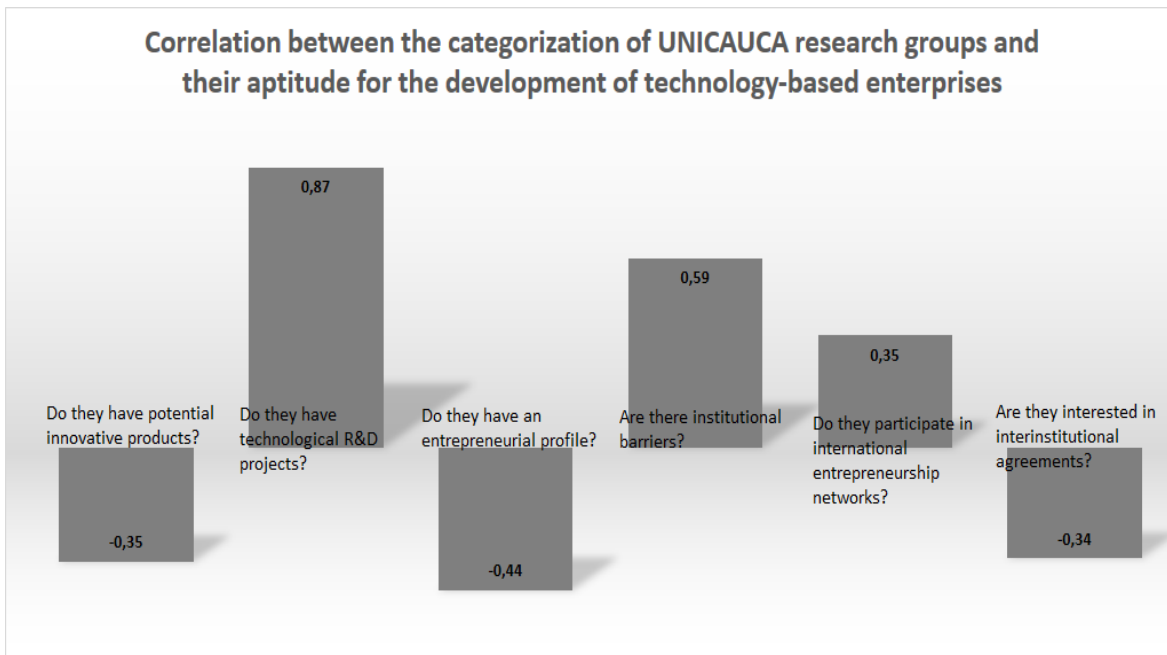 Correlation between the categorization of UNICAUCA research groups and
their aptitude for the development of technology-based enterprises
0,87
0,59
0,35
Do they have potential
innovative products?
Do they have
technological R&D
projects?
Do they have an
entrepreneurial profile?
Are there institutional
barriers?
Do they participate in
international
entrepreneurship
networks?
Are they interested in
interinstitutional
agreements?
-0,35
-0,44
-0,34